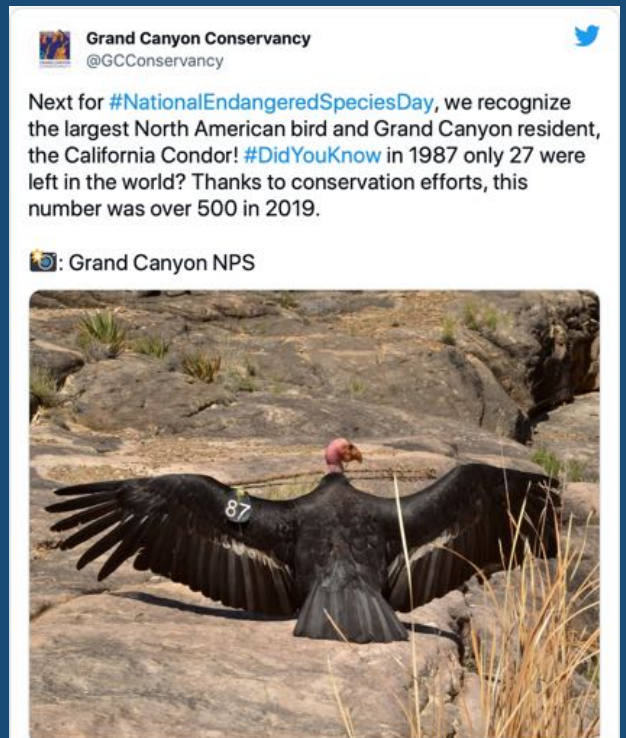 Grand Canyon Conservancy
@GCConservancy
Next for #NationalEndangeredSpeciesDay, we recognize
the largest North American bird and Grand Canyon resident,
the California Condor! #DidYouKnow in 1987 only 27 were
left in the world? Thanks to conservation efforts, this
number was over 500 in 2019.
📸: Grand Canyon NPS
87